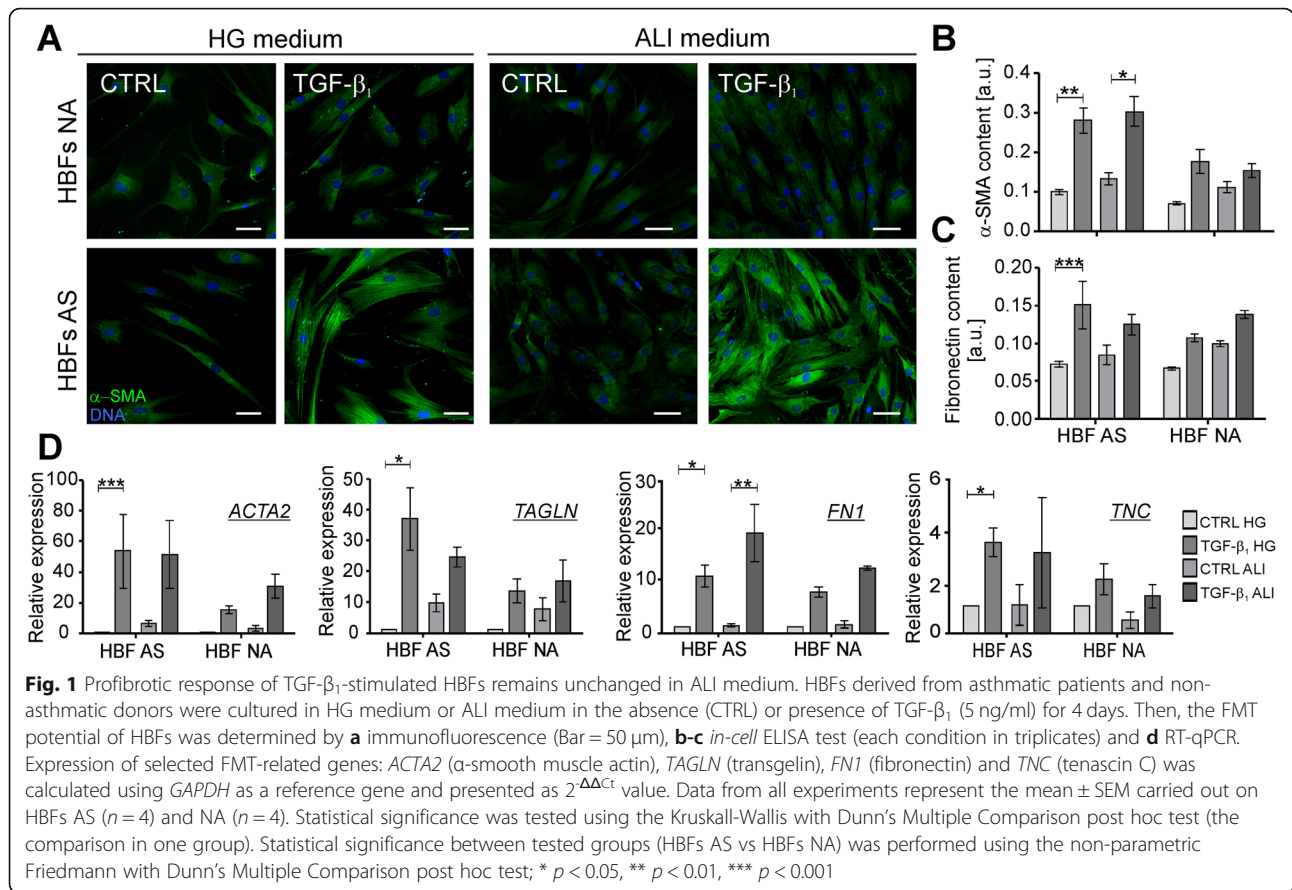 A
HG medium
ALI medium
CTRL
TGF-β₁
CTRL
TGF-β₁
HBFs NA
HBFs AS
α-SMA
DNA
B
α-SMA content [a.u.]
0.4
0.3
0.2
0.1
0.0
**
*
C
Fibronectin content
[a.u.]
0.20
0.15
0.10
0.05
0.00
***
HBF AS
HBF NA
D
Relative expression
100
80
60
40
20
0
***
ACTA2
HBF AS
HBF NA
Relative expression
50
40
30
20
10
0
*
TAGLN
HBF AS
HBF NA
Relative expression
30
20
10
0
*
**
FN1
HBF AS
HBF NA
Relative expression
6
4
2
0
*
TNC
HBF AS
HBF NA
CTRL HG
TGF-β₁ HG
CTRL ALI
TGF-β₁ ALI
Fig. 1 Profibrotic response of TGF-β₁-stimulated HBFs remains unchanged in ALI medium. HBFs derived from asthmatic patients and non-
asthmatic donors were cultured in HG medium or ALI medium in the absence (CTRL) or presence of TGF-β₁ (5 ng/ml) for 4 days. Then, the FMT
potential of HBFs was determined by a immunofluorescence (Bar = 50 μm), b-c in-cell ELISA test (each condition in triplicates) and d RT-qPCR.
Expression of selected FMT-related genes: ACTA2 (α-smooth muscle actin), TAGLN (transgelin), FN1 (fibronectin) and TNC (tenascin C) was
calculated using GAPDH as a reference gene and presented as 2^-ΔΔCt value. Data from all experiments represent the mean ± SEM carried out on
HBFs AS (n = 4) and NA (n = 4). Statistical significance was tested using the Kruskall-Wallis with Dunn's Multiple Comparison post hoc test (the
comparison in one group). Statistical significance between tested groups (HBFs AS vs HBFs NA) was performed using the non-parametric
Friedmann with Dunn's Multiple Comparison post hoc test; * p < 0.05, ** p < 0.01, *** p < 0.001